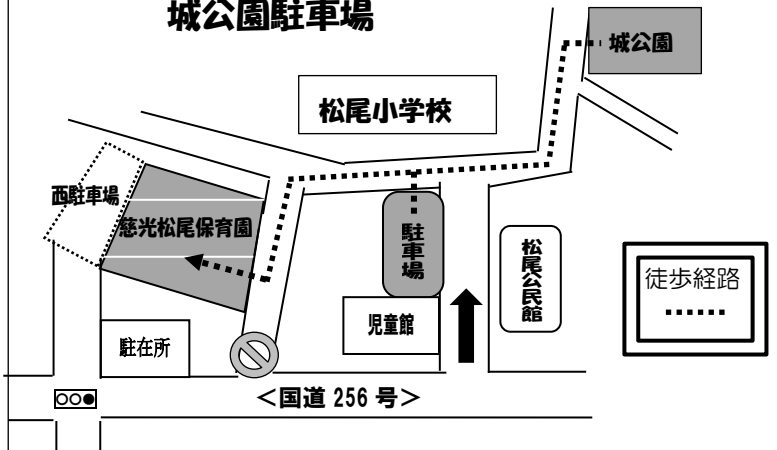 城公園駐車場
城公園
松尾小学校
西駐車場
慈光松尾保育園
駐車場
松尾公民館
徒歩経路
児童館
駐在所
<国道 256 号>